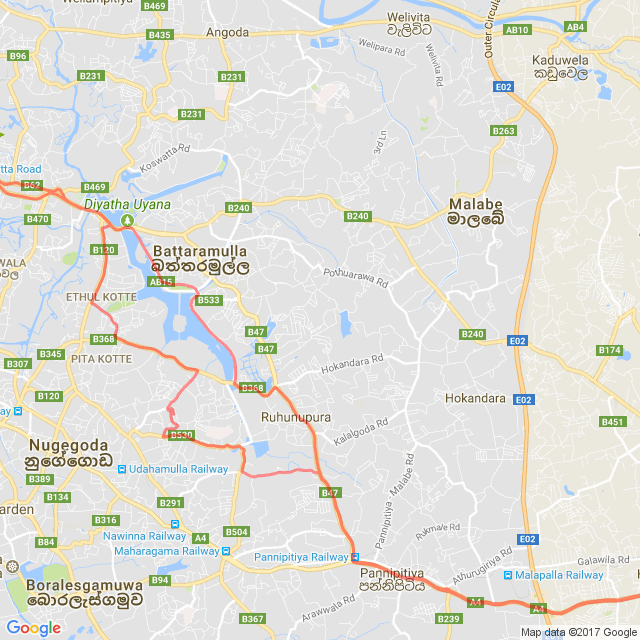 Welivita
වැලිවිට
B96
B435
Angoda
AB10
AB4
Welipara Rd
Outer Circul
Kaduwela
කඩුවෙල
B231
B231
Welivita Rd
E02
B231
B263
3rd Ln
Koswatta Rd
tta Road
B62
B469
Diyatha Uyana
B240
B240
Malabe
මාලබේ
B470
B120
Battaramulla
බත්තරමුල්ල
WALA
වෙල
Pothuarawa Rd
AB15
ETHUL KOTTE
B533
B47
B240
E02
B368
B345
B47
B174
PITA KOTTE
B307
Hokandara Rd
B120
B368
Hokandara
E02
Ruhunupura
B451
Nugegoda
නුගේගොඩ
B530
Kalalgoda Rd
Udahamulla Railway
B389
Pannipitiya - Malabe Rd
B134
B47
B291
arden
B316
Nawinna Railway
B504
Rukmale Rd
B84
A4
E02
Maharagama Railway
Pannipitiya Railway
Galawila Rd
Boralesgamuwa
බොරලැස්ගමුව
B94
Pannipitiya
පන්නිපිටිය
Athurugiriya Rd
Malapalla Railway
H
Arawwala Rd
A4
A4
B367
B239
Google
Map data ©2017 Google